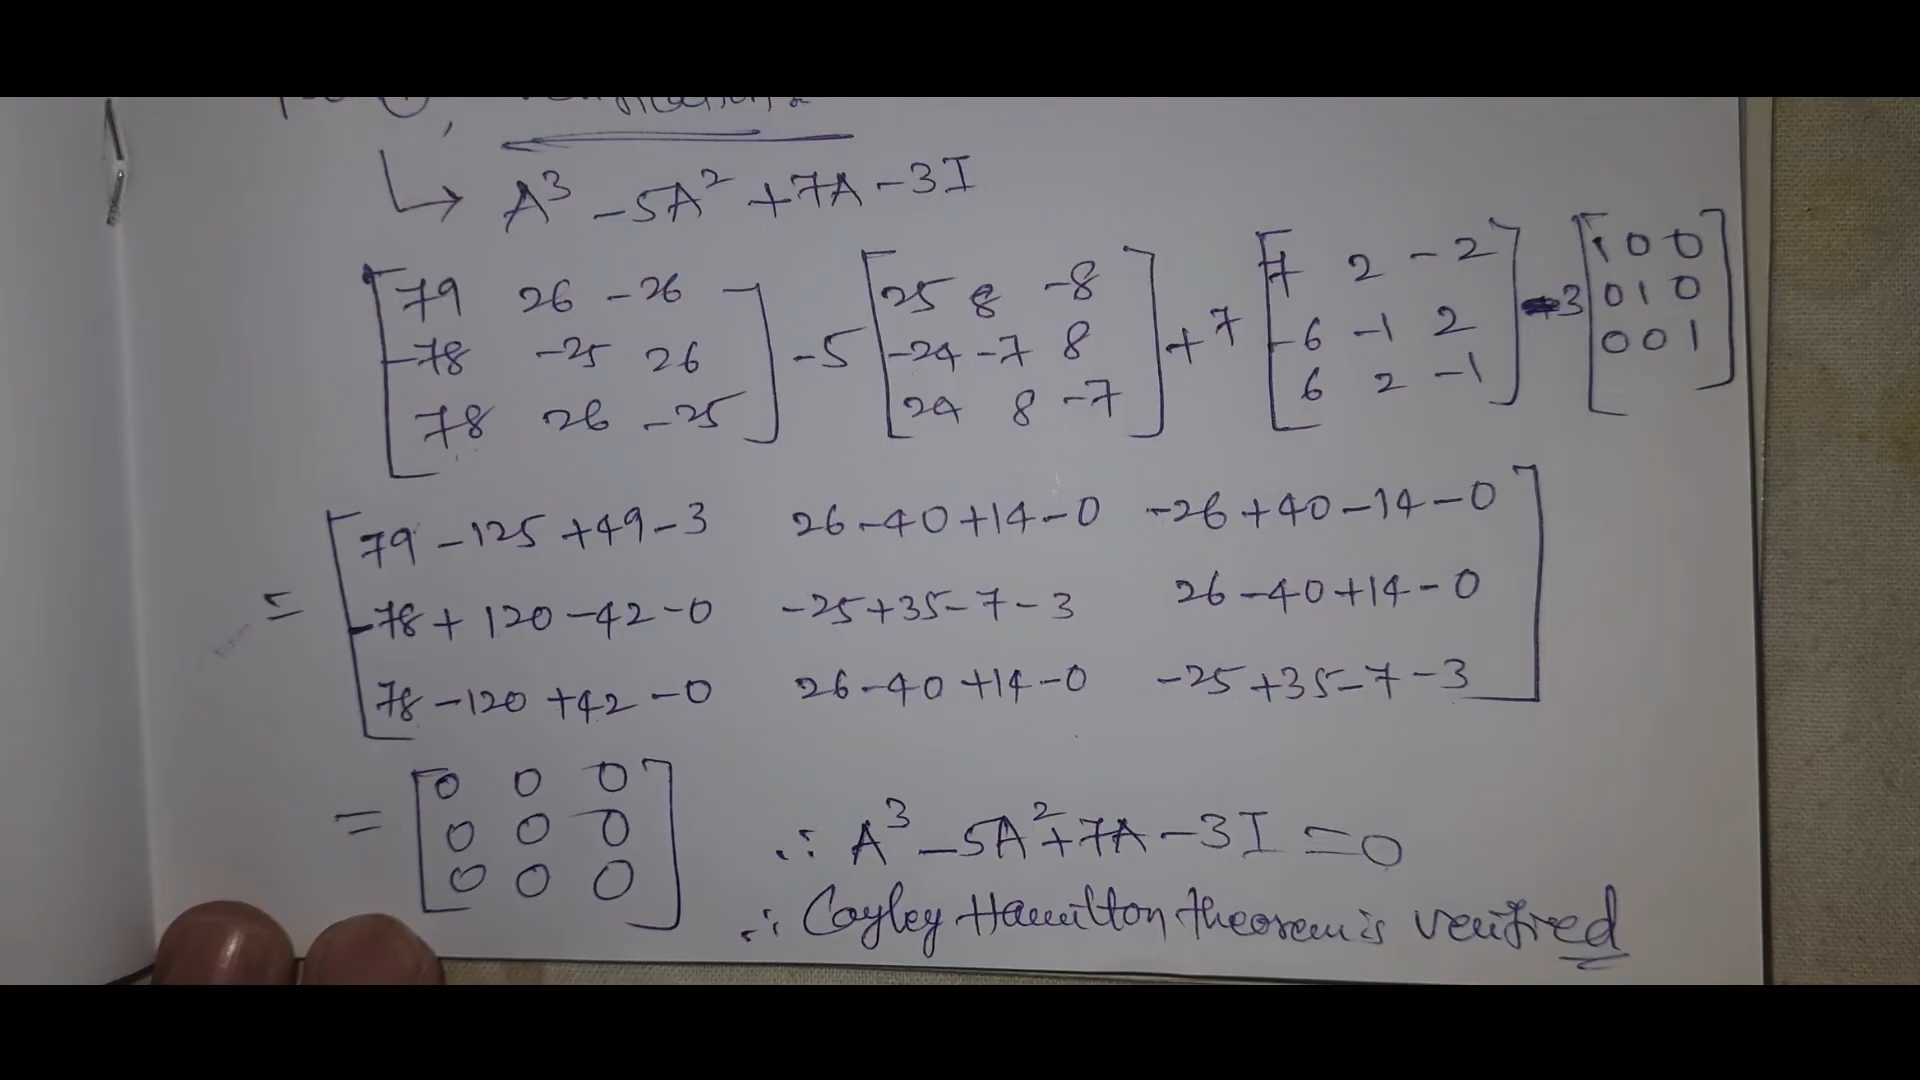 A³ - 5A² + 7A - 3I
[79 26 -26] - 5 [25 8 -8] + 7 [7 2 -2] - 3 [1 0 0]
[-78 -25 26] [-24 -7 8] [-6 -1 2] [0 1 0]
[78 26 -25] [24 8 -7] [6 2 -1] [0 0 1]
= [79 - 125 + 49 - 3 26 - 40 + 14 - 0 -26 + 40 - 14 - 0]
[-78 + 120 - 42 - 0 -25 + 35 - 7 - 3 26 - 40 + 14 - 0]
[78 - 120 + 42 - 0 26 - 40 + 14 - 0 -25 + 35 - 7 - 3]
= [0 0 0]
[0 0 0]
[0 0 0]
∴ A³ - 5A² + 7A - 3I = 0
∴ Cayley Hamilton theorem is verified